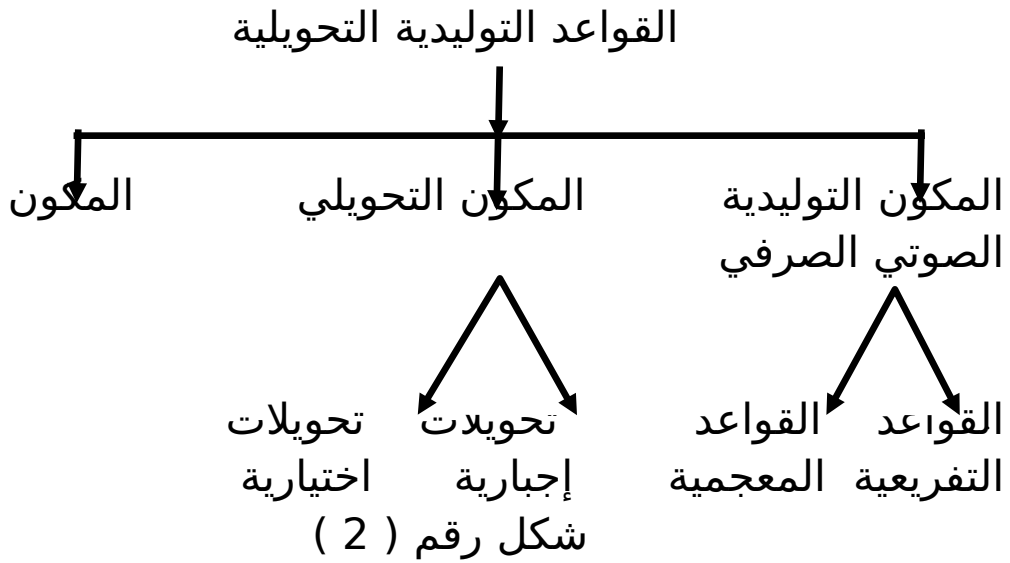 القواعد التوليدية التحويلية
المكون التوليدية المكون التحويلي المكون
الصوتي الصرفي
القواعد القواعد تحويلات تحويلات
التفريعية المعجمية إجبارية اختيارية
شكل رقم ( 2 )